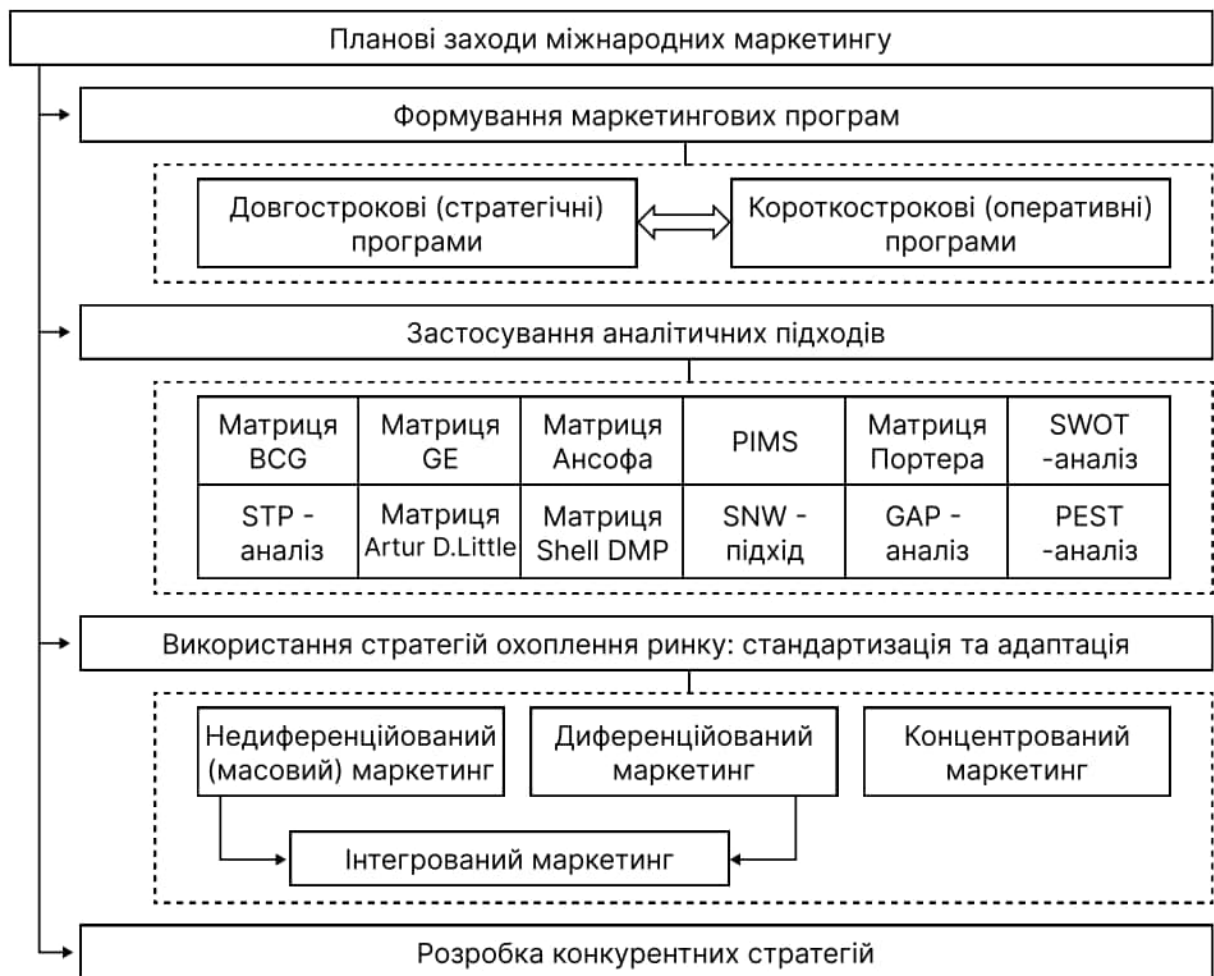 Планові заходи міжнародних маркетингу
Формування маркетингових програм
Довгострокові (стратегічні)
програми
Короткострокові (оперативні)
програми
Застосування аналітичних підходів
Матриця
BCG
Матриця
GE
Матриця
Ансофа
PIMS
Матриця
Портера
SWOT
-аналіз
STP -
аналіз
Матриця
Artur D.Little
Матриця
Shell DMP
SNW -
підхід
GAP -
аналіз
PEST
-аналіз
Використання стратегій охоплення ринку: стандартизація та адаптація
Недиференційований
(масовий) маркетинг
Диференційований
маркетинг
Концентрований
маркетинг
Інтегрований маркетинг
Розробка конкурентних стратегій